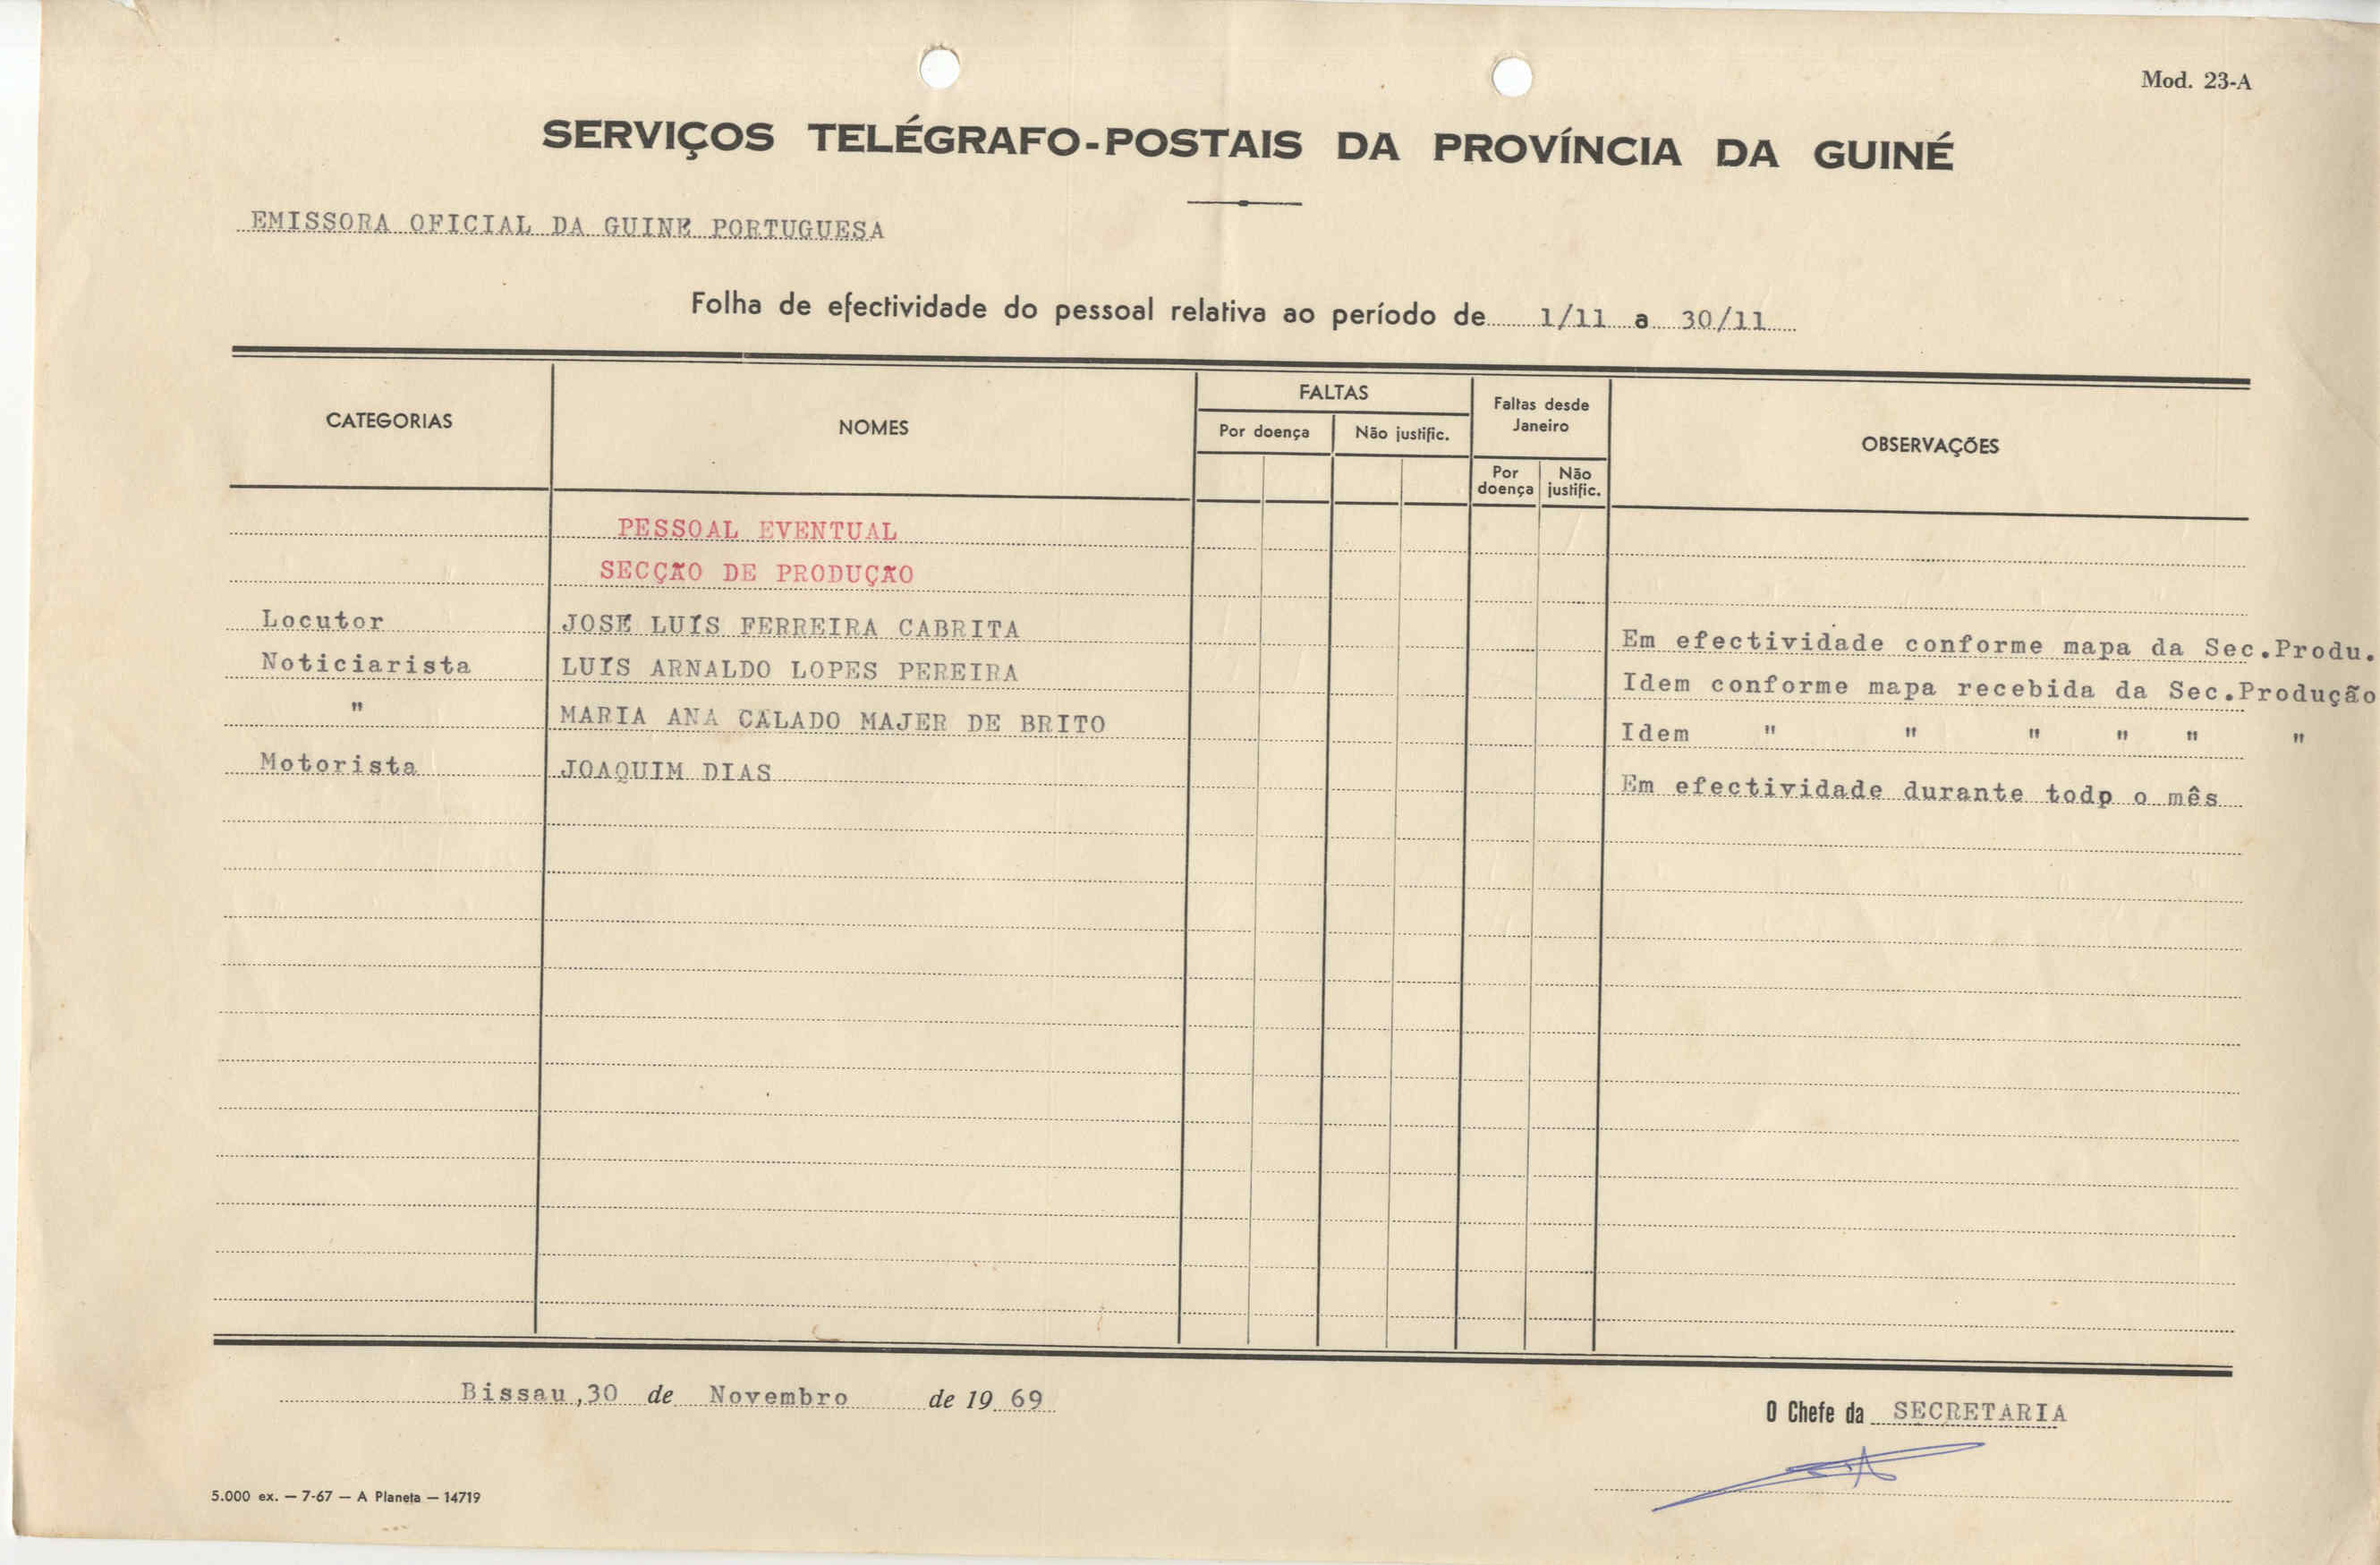 Mod. 23-A
SERVIÇOS TELÉGRAFO-POSTAIS DA PROVÍNCIA DA GUINÉ
EMISSORA OFICIAL DA GUINÉ PORTUGUESA
Folha de efectividade do pessoal relativa ao período de 1/11 a 30/11
CATEGORIAS NOMES FALTAS Faltas desde Janeiro OBSERVAÇÕES
Por doença Não justific. Por doença Não justific.
PESSOAL EVENTUAL
SECÇÃO DE PRODUÇÃO
Locutor JOSÉ LUÍS FERREIRA CABRITA Em efectividade conforme mapa da Sec.Produ.
Noticiarista LUÍS ARNALDO LOPES PEREIRA Idem conforme mapa recebida da Sec.Produção
" MARIA ANA CALADO MAJER DE BRITO Idem " " " " " "
Motorista JOAQUIM DIAS Em efectividade durante todo o mês
Bissau,30 de Novembro de 19 69
O Chefe da SECRETARIA
5.000 ex. — 7-67 — A Planeta — 14719